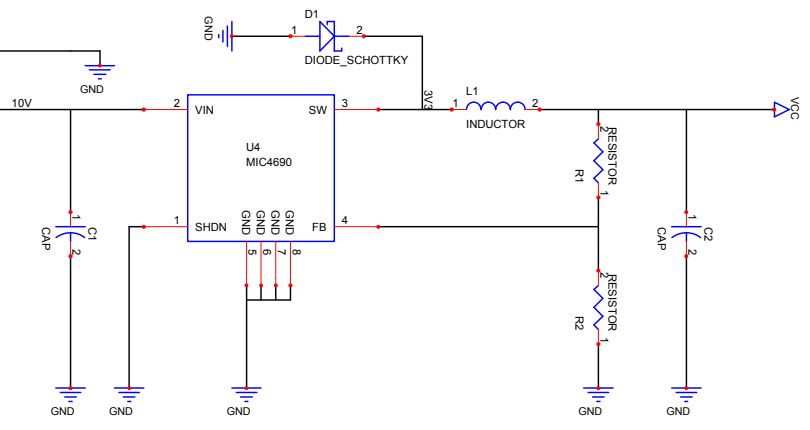 GND
D1
1
2
DIODE_SCHOTTKY
GND
10V
2
VIN
SW
3
3V3
L1
1
2
INDUCTOR
VCC
U4
MIC4690
2
RESISTOR
R1
1
1
C1
CAP
2
1
SHDN
GND
GND
GND
GND
FB
4
5
6
7
8
1
C2
CAP
2
2
RESISTOR
R2
1
GND
GND
GND
GND
GND